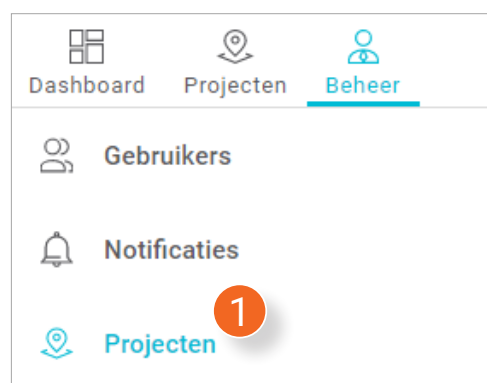 Dashboard Projecten Beheer
Gebruikers
Notificaties
1
Projecten